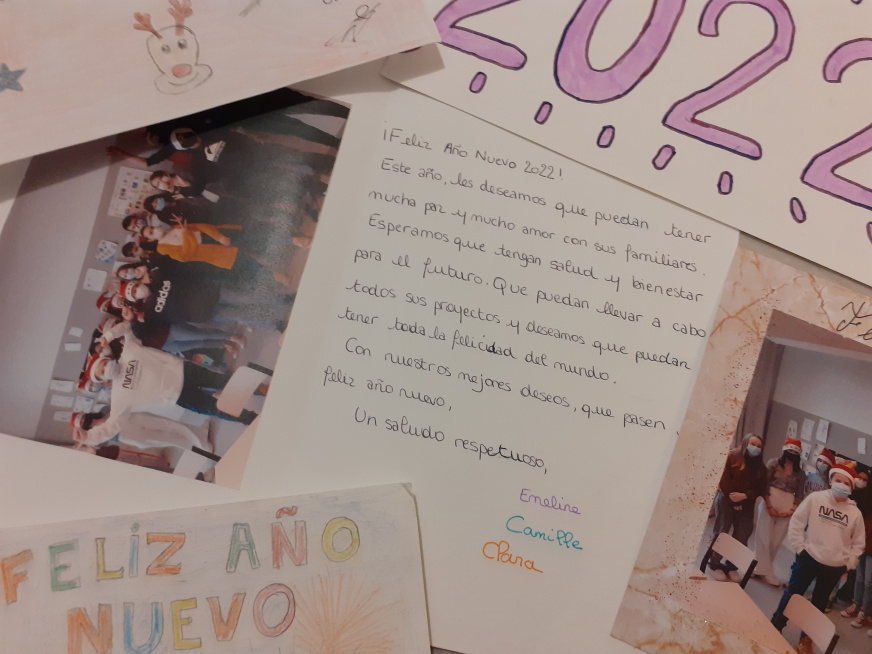 2022
¡Feliz Año Nuevo 2022!
Este año, les deseamos que puedan tener
mucha paz y mucho amor con sus familiares.
Esperamos que tengan salud y bienestar
para el futuro. Que puedan llevar a cabo
todos sus proyectos y deseamos que puedan
tener toda la felicidad del mundo.
Con nuestros mejores deseos, que pasen
feliz año nuevo,
Un saludo respetuoso,
Emeline
Camille
Clara
adidas
NASA
FELIZ AÑO
NUEVO
NASA